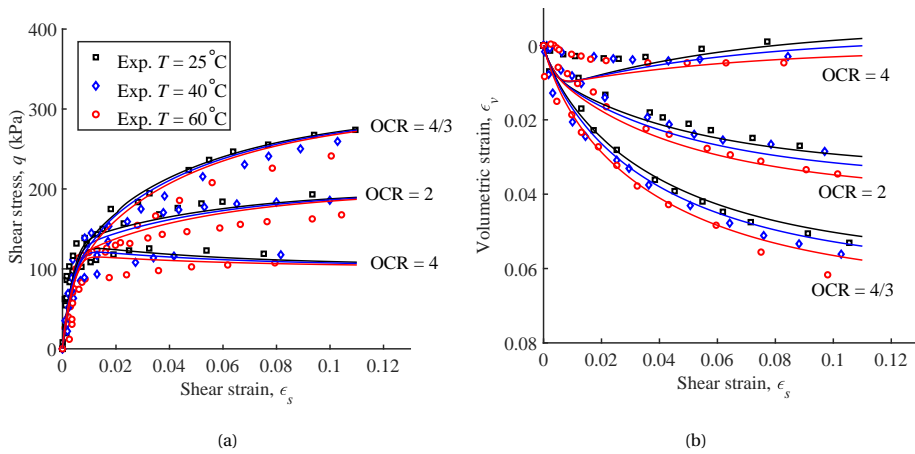 400
300
200
100
0
Shear stress, q (kPa)
Exp. T = 25°C
Exp. T = 40°C
Exp. T = 60°C
OCR = 4/3
OCR = 2
OCR = 4
0 0.02 0.04 0.06 0.08 0.1 0.12
Shear strain, ϵs
(a)
0
0.02
0.04
0.06
0.08
Volumetric strain, ϵv
OCR = 4
OCR = 2
OCR = 4/3
0 0.02 0.04 0.06 0.08 0.1 0.12
Shear strain, ϵs
(b)